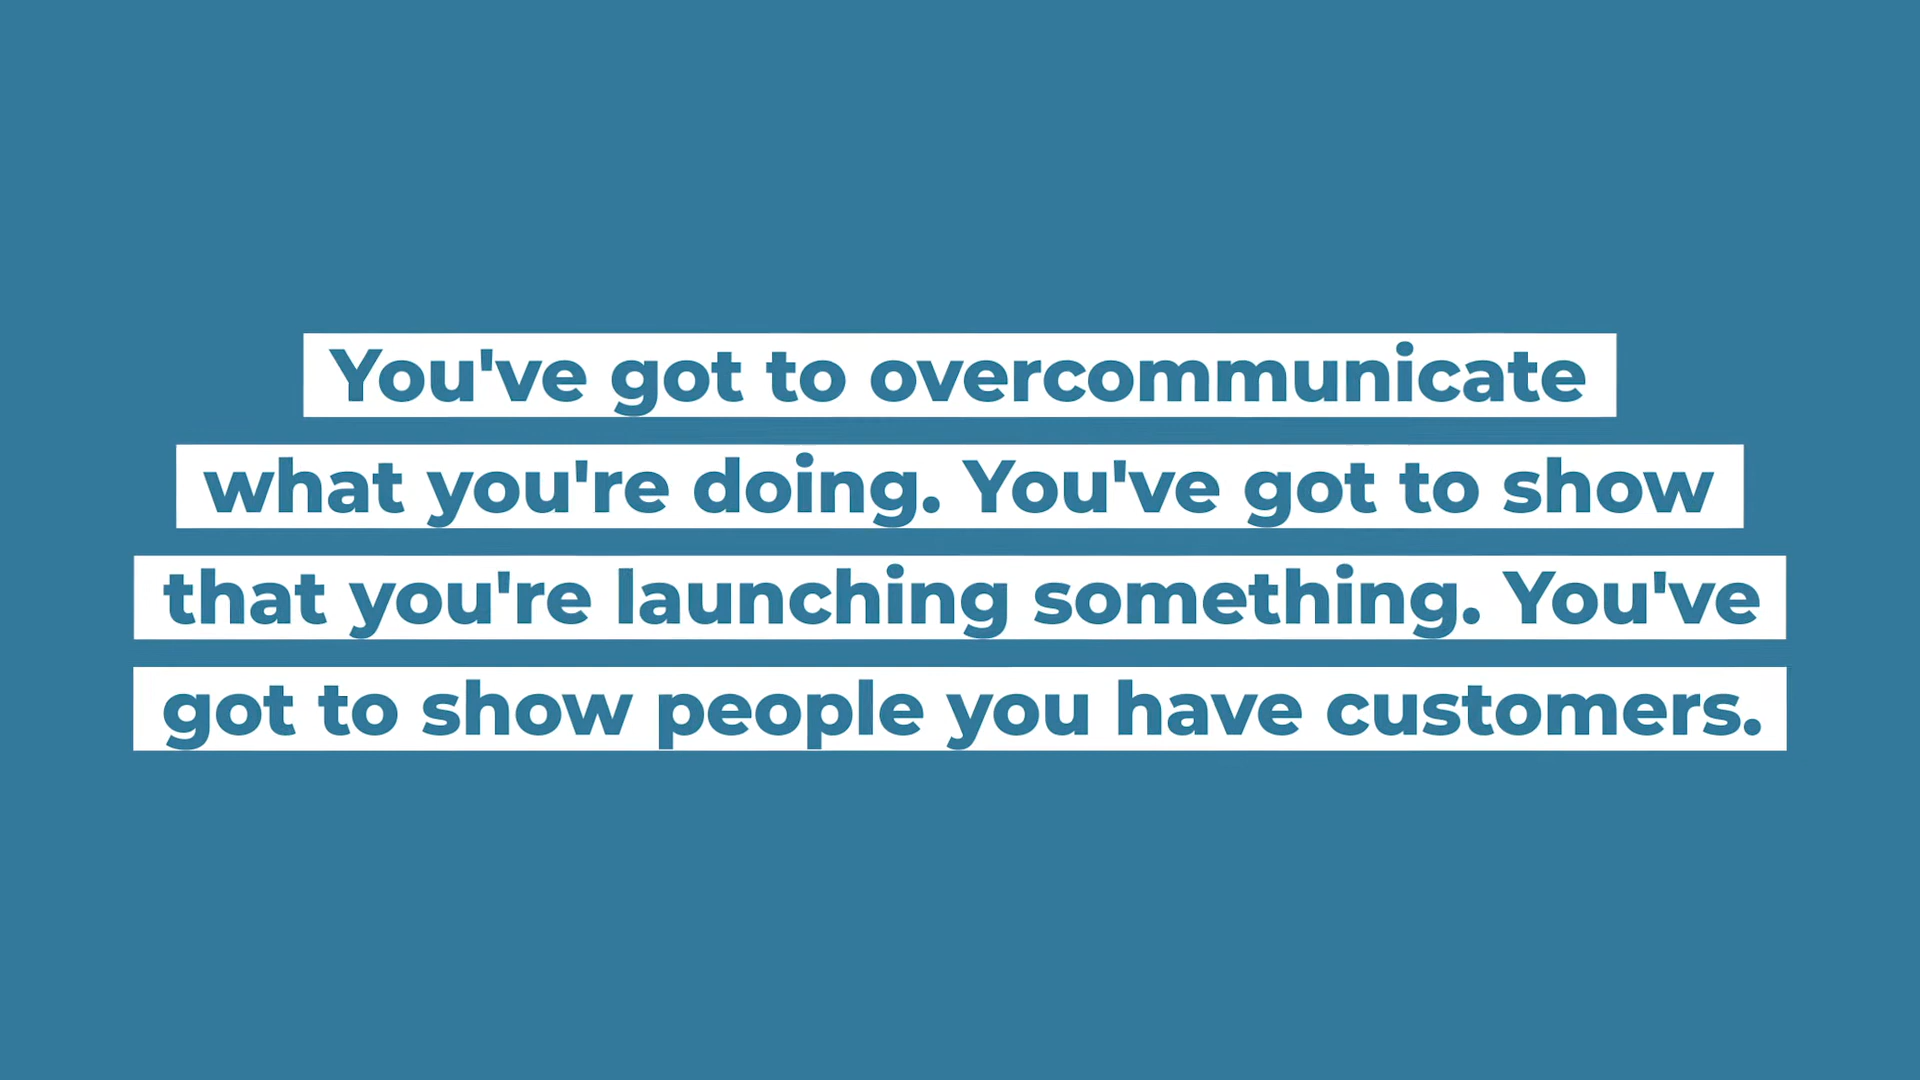 You've got to overcommunicate
what you're doing. You've got to show
that you're launching something. You've
got to show people you have customers.